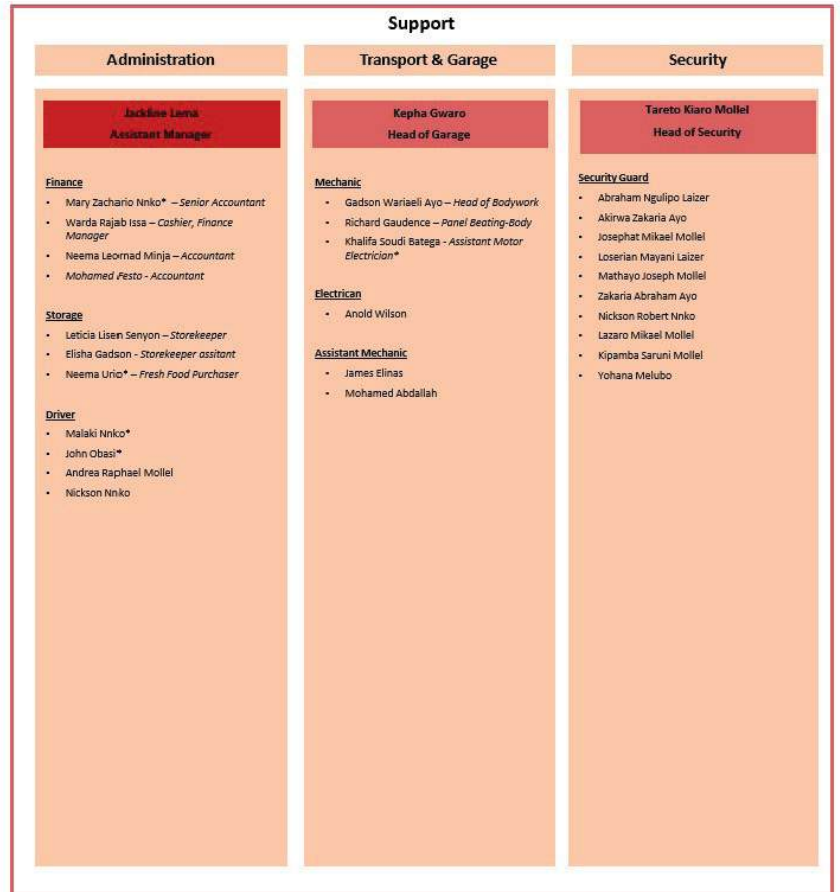 Support
Administration
Jackline Lema
Assistant Manager
Finance
• Mary Zachario Nnko* – Senior Accountant
• Warda Rajab Issa – Cashier, Finance
Manager
• Neema Leornad Minja – Accountant
• Mohamed Festo - Accountant
Storage
• Leticia Lisen Senyon – Storekeeper
• Elisha Gadson - Storekeeper assitant
• Neema Urio* – Fresh Food Purchaser
Driver
• Malaki Nnko*
• John Obasi*
• Andrea Raphael Mollel
• Nickson Nnko
Transport & Garage
Kepha Gwaro
Head of Garage
Mechanic
• Gadson Wariaeli Ayo – Head of Bodywork
• Richard Gaudence – Panel Beating-Body
• Khalifa Soudi Batega - Assistant Motor
Electrician*
Electrican
• Anold Wilson
Assistant Mechanic
• James Elinas
• Mohamed Abdallah
Security
Tareto Kiaro Mollel
Head of Security
Security Guard
• Abraham Ngulipo Laizer
• Akirwa Zakaria Ayo
• Josephat Mikael Mollel
• Loserian Mayani Laizer
• Mathayo Joseph Mollel
• Zakaria Abraham Ayo
• Nickson Robert Nnko
• Lazaro Mikael Mollel
• Kipamba Saruni Mollel
• Yohana Melubo